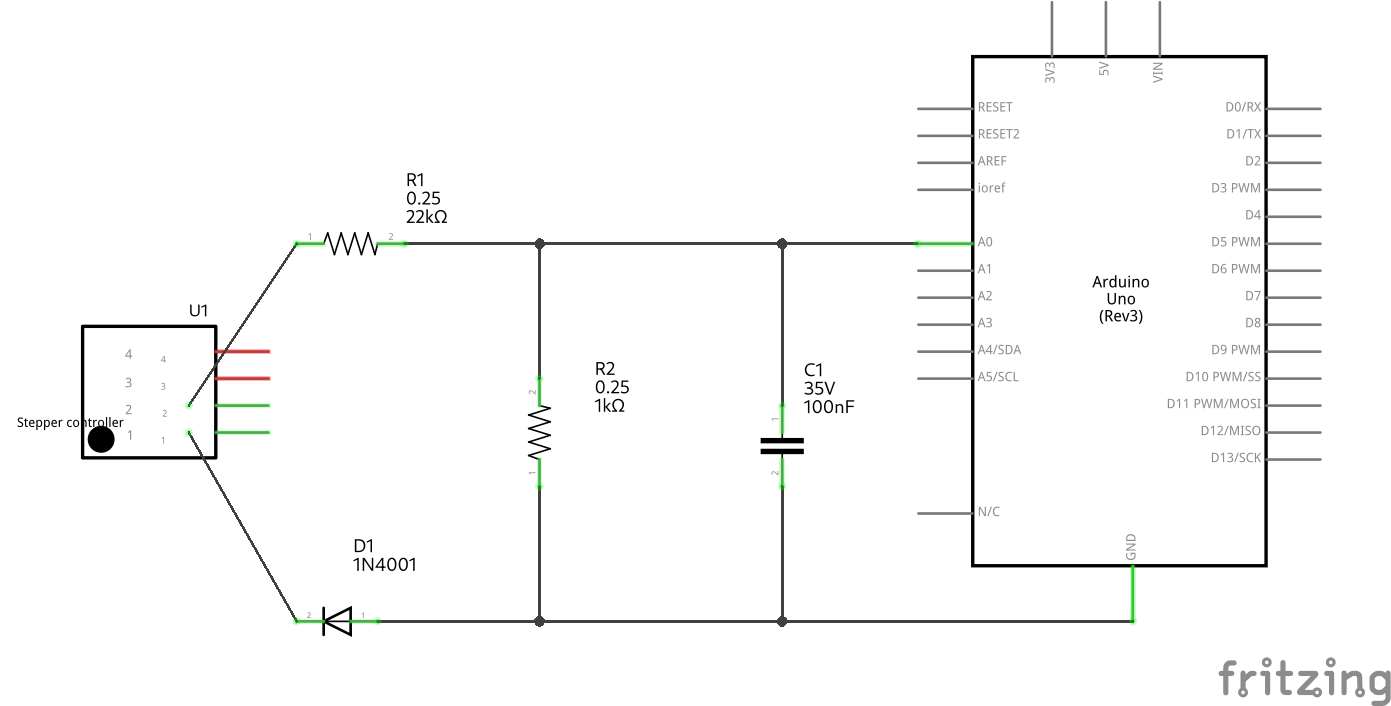 3V3
5V
VIN
RESET
D0/RX
RESET2
D1/TX
AREF
D2
ioref
D3 PWM
D4
R1
0.25
22kΩ
1
2
A0
D5 PWM
A1
D6 PWM
A2
D7
A3
D8
A4/SDA
D9 PWM
A5/SCL
D10 PWM/SS
D11 PWM/MOSI
D12/MISO
D13/SCK
Arduino
Uno
(Rev3)
N/C
GND
U1
4
4
3
3
2
2
1
1
Stepper controller
R2
0.25
1kΩ
2
1
C1
35V
100nF
1
2
D1
1N4001
2
1
fritzing